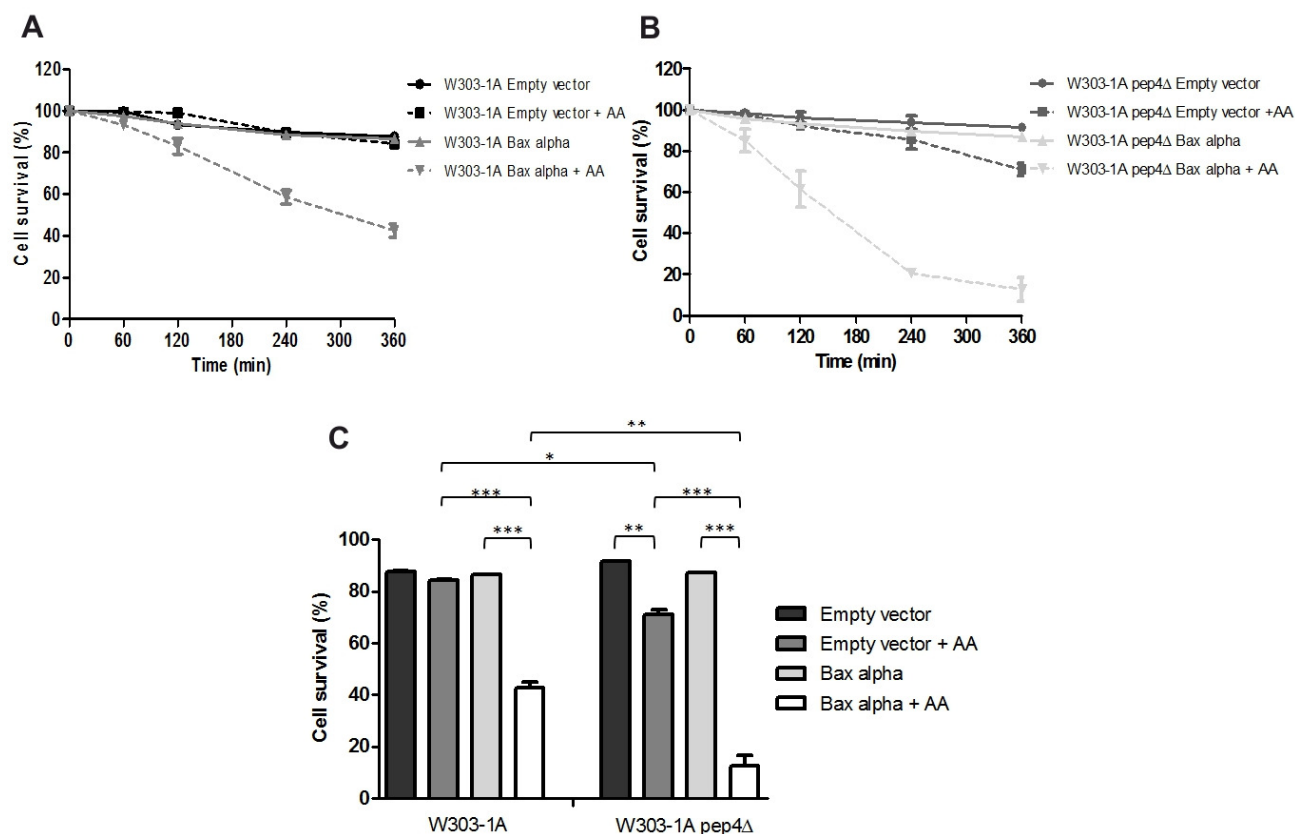 A
Cell survival (%)
120
100
80
60
40
20
0
0 60 120 180 240 300 360
Time (min)
W303-1A Empty vector
W303-1A Empty vector + AA
W303-1A Bax alpha
W303-1A Bax alpha + AA
B
Cell survival (%)
120
100
80
60
40
20
0
0 60 120 180 240 300 360
Time (min)
W303-1A pep4Δ Empty vector
W303-1A pep4Δ Empty vector +AA
W303-1A pep4Δ Bax alpha
W303-1A pep4Δ Bax alpha + AA
C
**
*
*** ***
*** ** ***
Cell survival (%)
100
80
60
40
20
0
W303-1A W303-1A pep4Δ
Empty vector
Empty vector + AA
Bax alpha
Bax alpha + AA